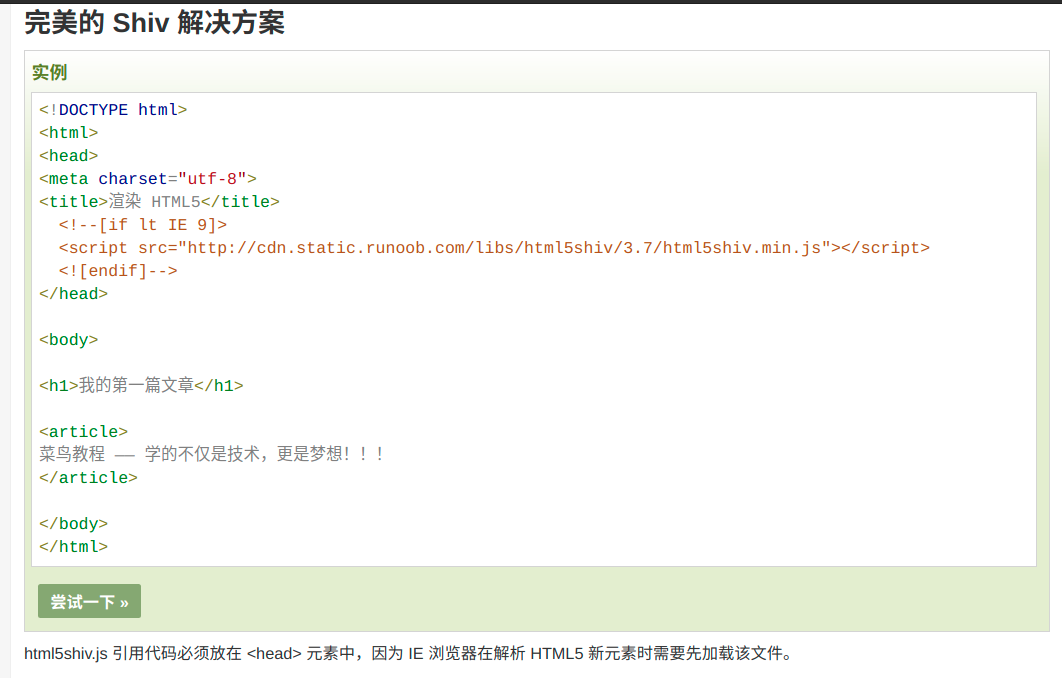 完美的 Shiv 解决方案
实例
<!DOCTYPE html>
<html>
<head>
<meta charset="utf-8">
<title>渲染 HTML5</title>
  <!--[if lt IE 9]>
  <script src="http://cdn.static.runoob.com/libs/html5shiv/3.7/html5shiv.min.js"></script>
  <![endif]-->
</head>
<body>
<h1>我的第一篇文章</h1>
<article>
菜鸟教程 —— 学的不仅是技术，更是梦想！！！
</article>
</body>
</html>
尝试一下 »
html5shiv.js 引用代码必须放在 <head> 元素中，因为 IE 浏览器在解析 HTML5 新元素时需要先加载该文件。